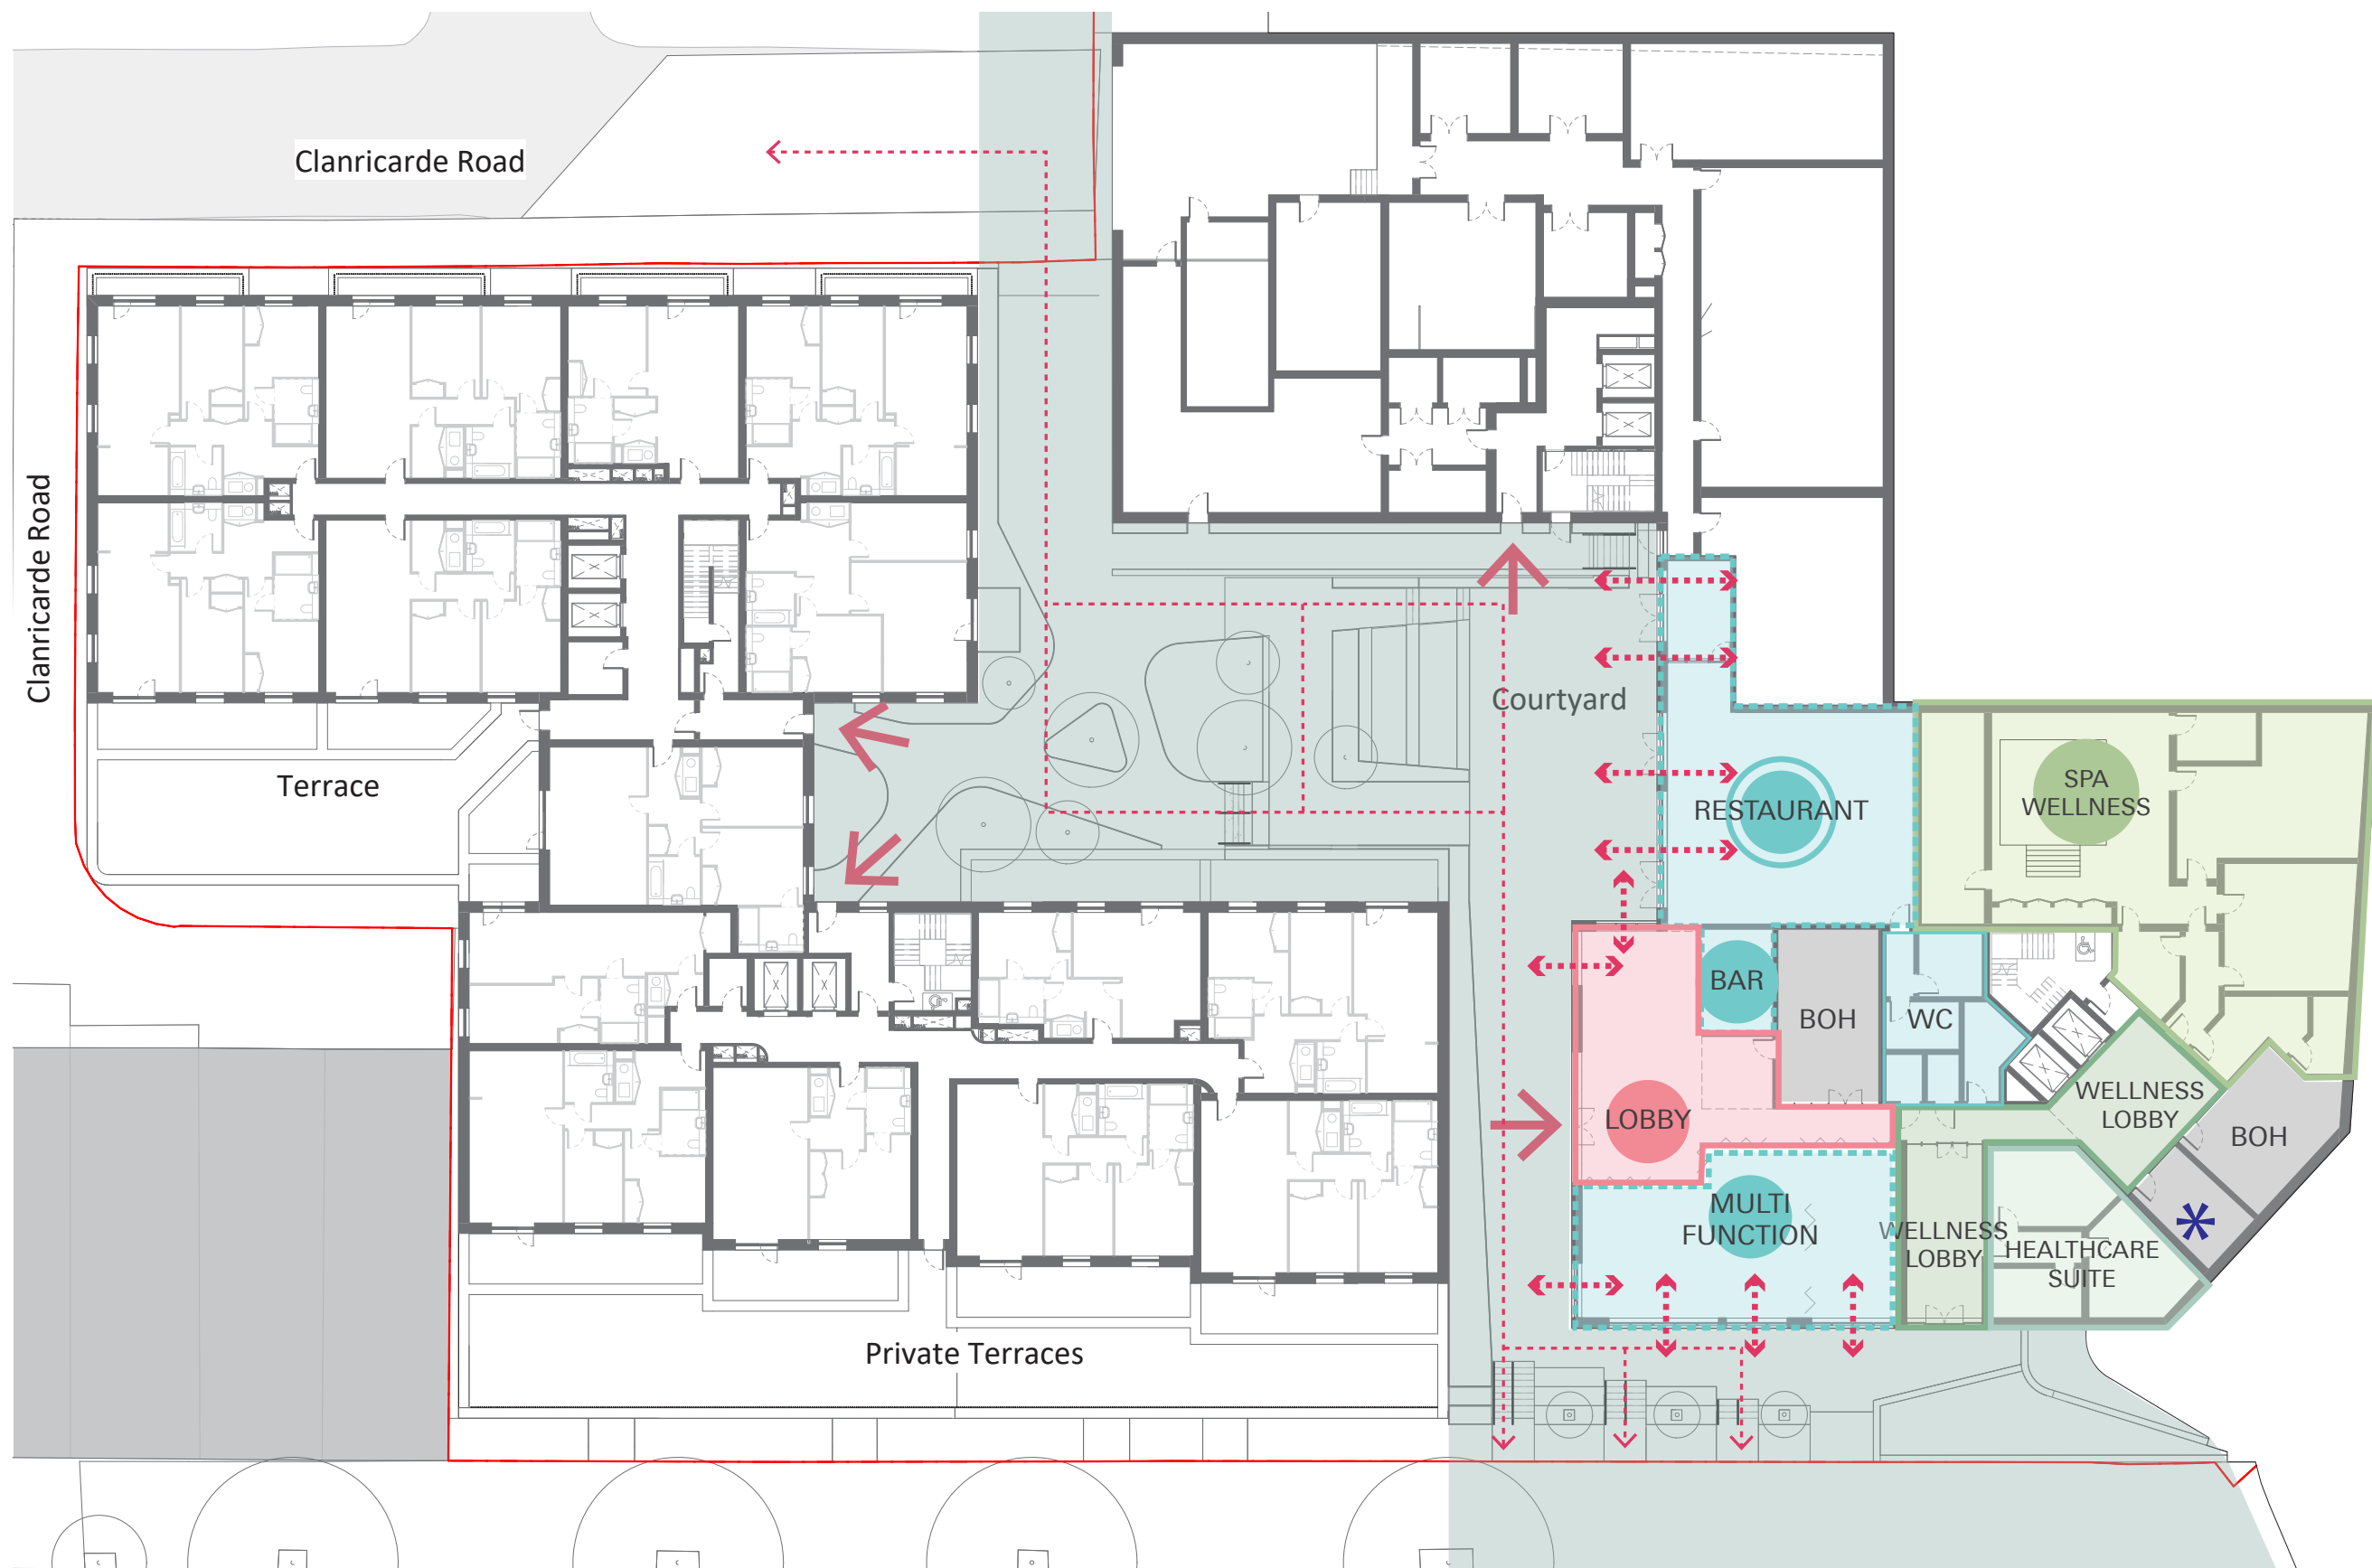 Clanricarde Road
Clanricarde Road
Terrace
Courtyard
RESTAURANT
SPA
WELLNESS
BAR
BOH
WC
LOBBY
WELLNESS
LOBBY
BOH
MULTI
FUNCTION
WELLNESS
LOBBY
HEALTHCARE
SUITE
*
Private Terraces